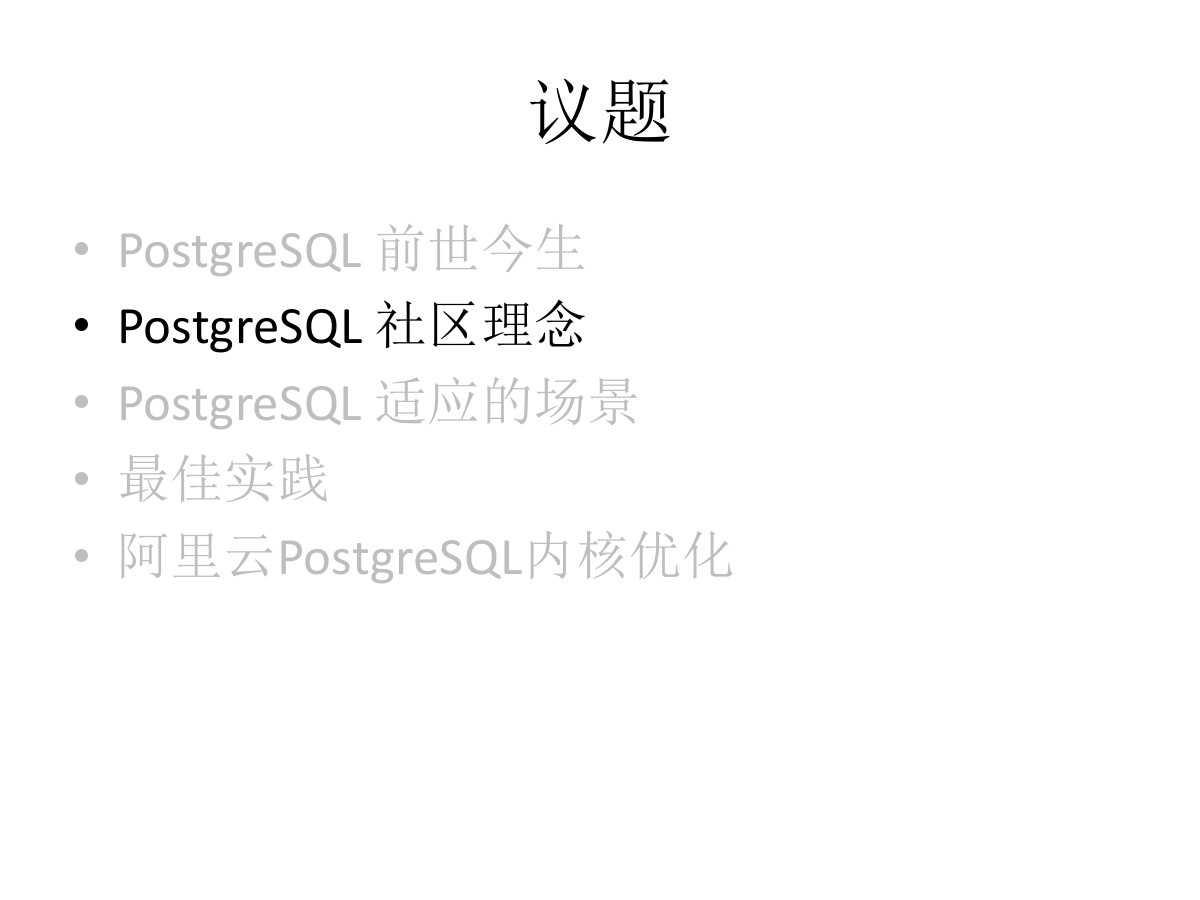 议题
• PostgreSQL 前世今生
• PostgreSQL 社区理念
• PostgreSQL 适应的场景
• 最佳实践
• 阿里云PostgreSQL内核优化